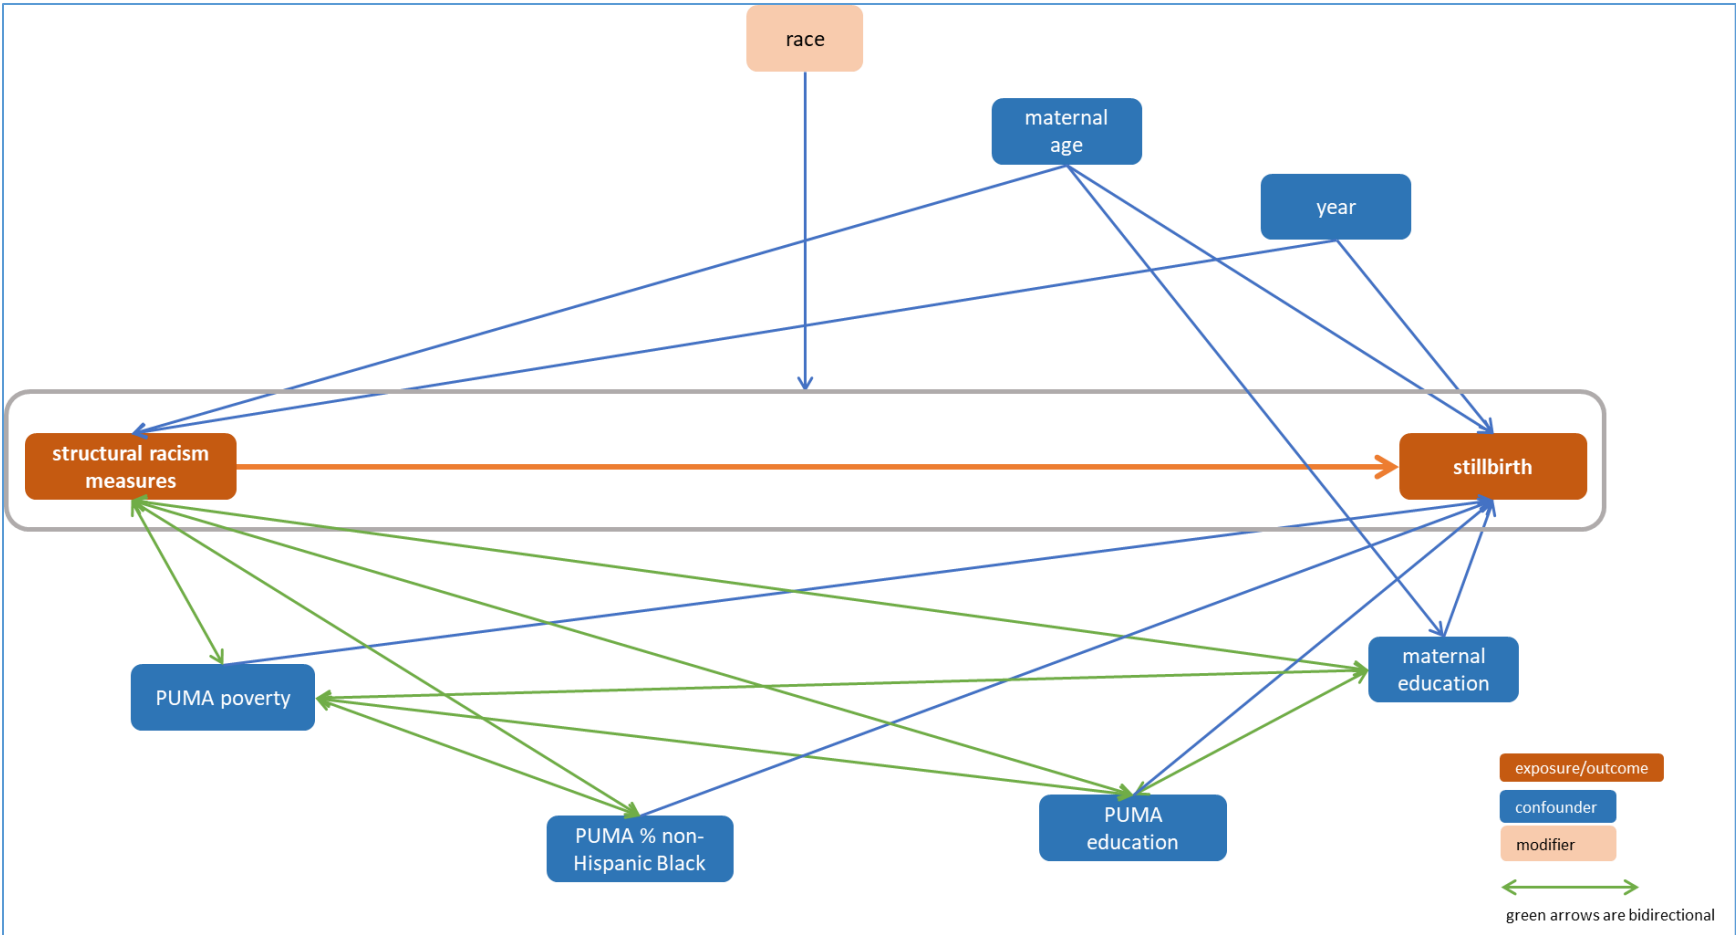 race
maternal
age
year
structural racism
measures
stillbirth
maternal
education
PUMA poverty
PUMA % non-
Hispanic Black
PUMA
education
exposure/outcome
confounder
modifier
green arrows are bidirectional